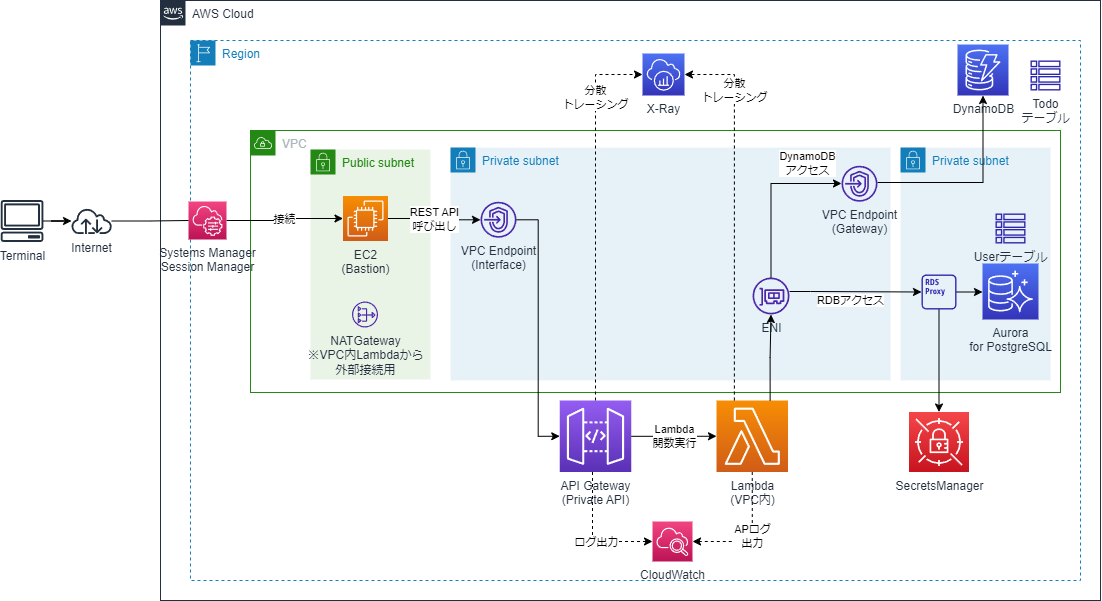 aws
AWS Cloud
Region
分散
トレーシング
X-Ray
分散
トレーシング
DynamoDB
Todo
テーブル
VPC
Public subnet
Private subnet
DynamoDB
アクセス
Private subnet
Terminal
Internet
Systems Manager
Session Manager
接続
EC2
(Bastion)
REST API
呼び出し
VPC Endpoint
(Interface)
VPC Endpoint
(Gateway)
Userテーブル
NATGateway
※VPC内Lambdaから
外部接続用
ENI
RDBアクセス
RDS
Proxy
Aurora
for PostgreSQL
API Gateway
(Private API)
Lambda
関数実行
Lambda
(VPC内)
SecretsManager
ログ出力
CloudWatch
APログ
出力